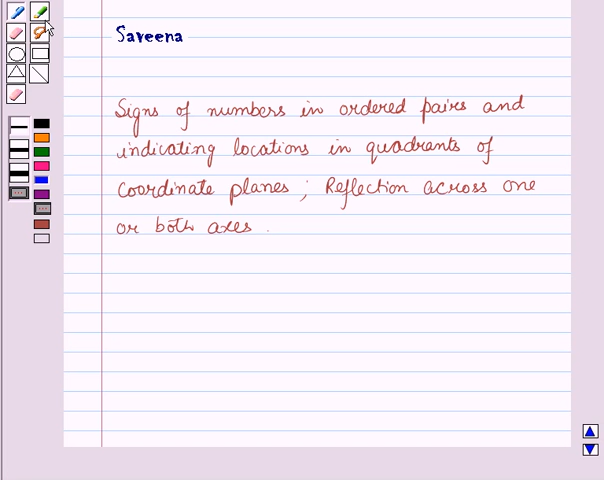 Saveena
Signs of numbers in ordered pairs and
indicating locations in quadrants of
coordinate planes ; Reflection across one
or both axes .